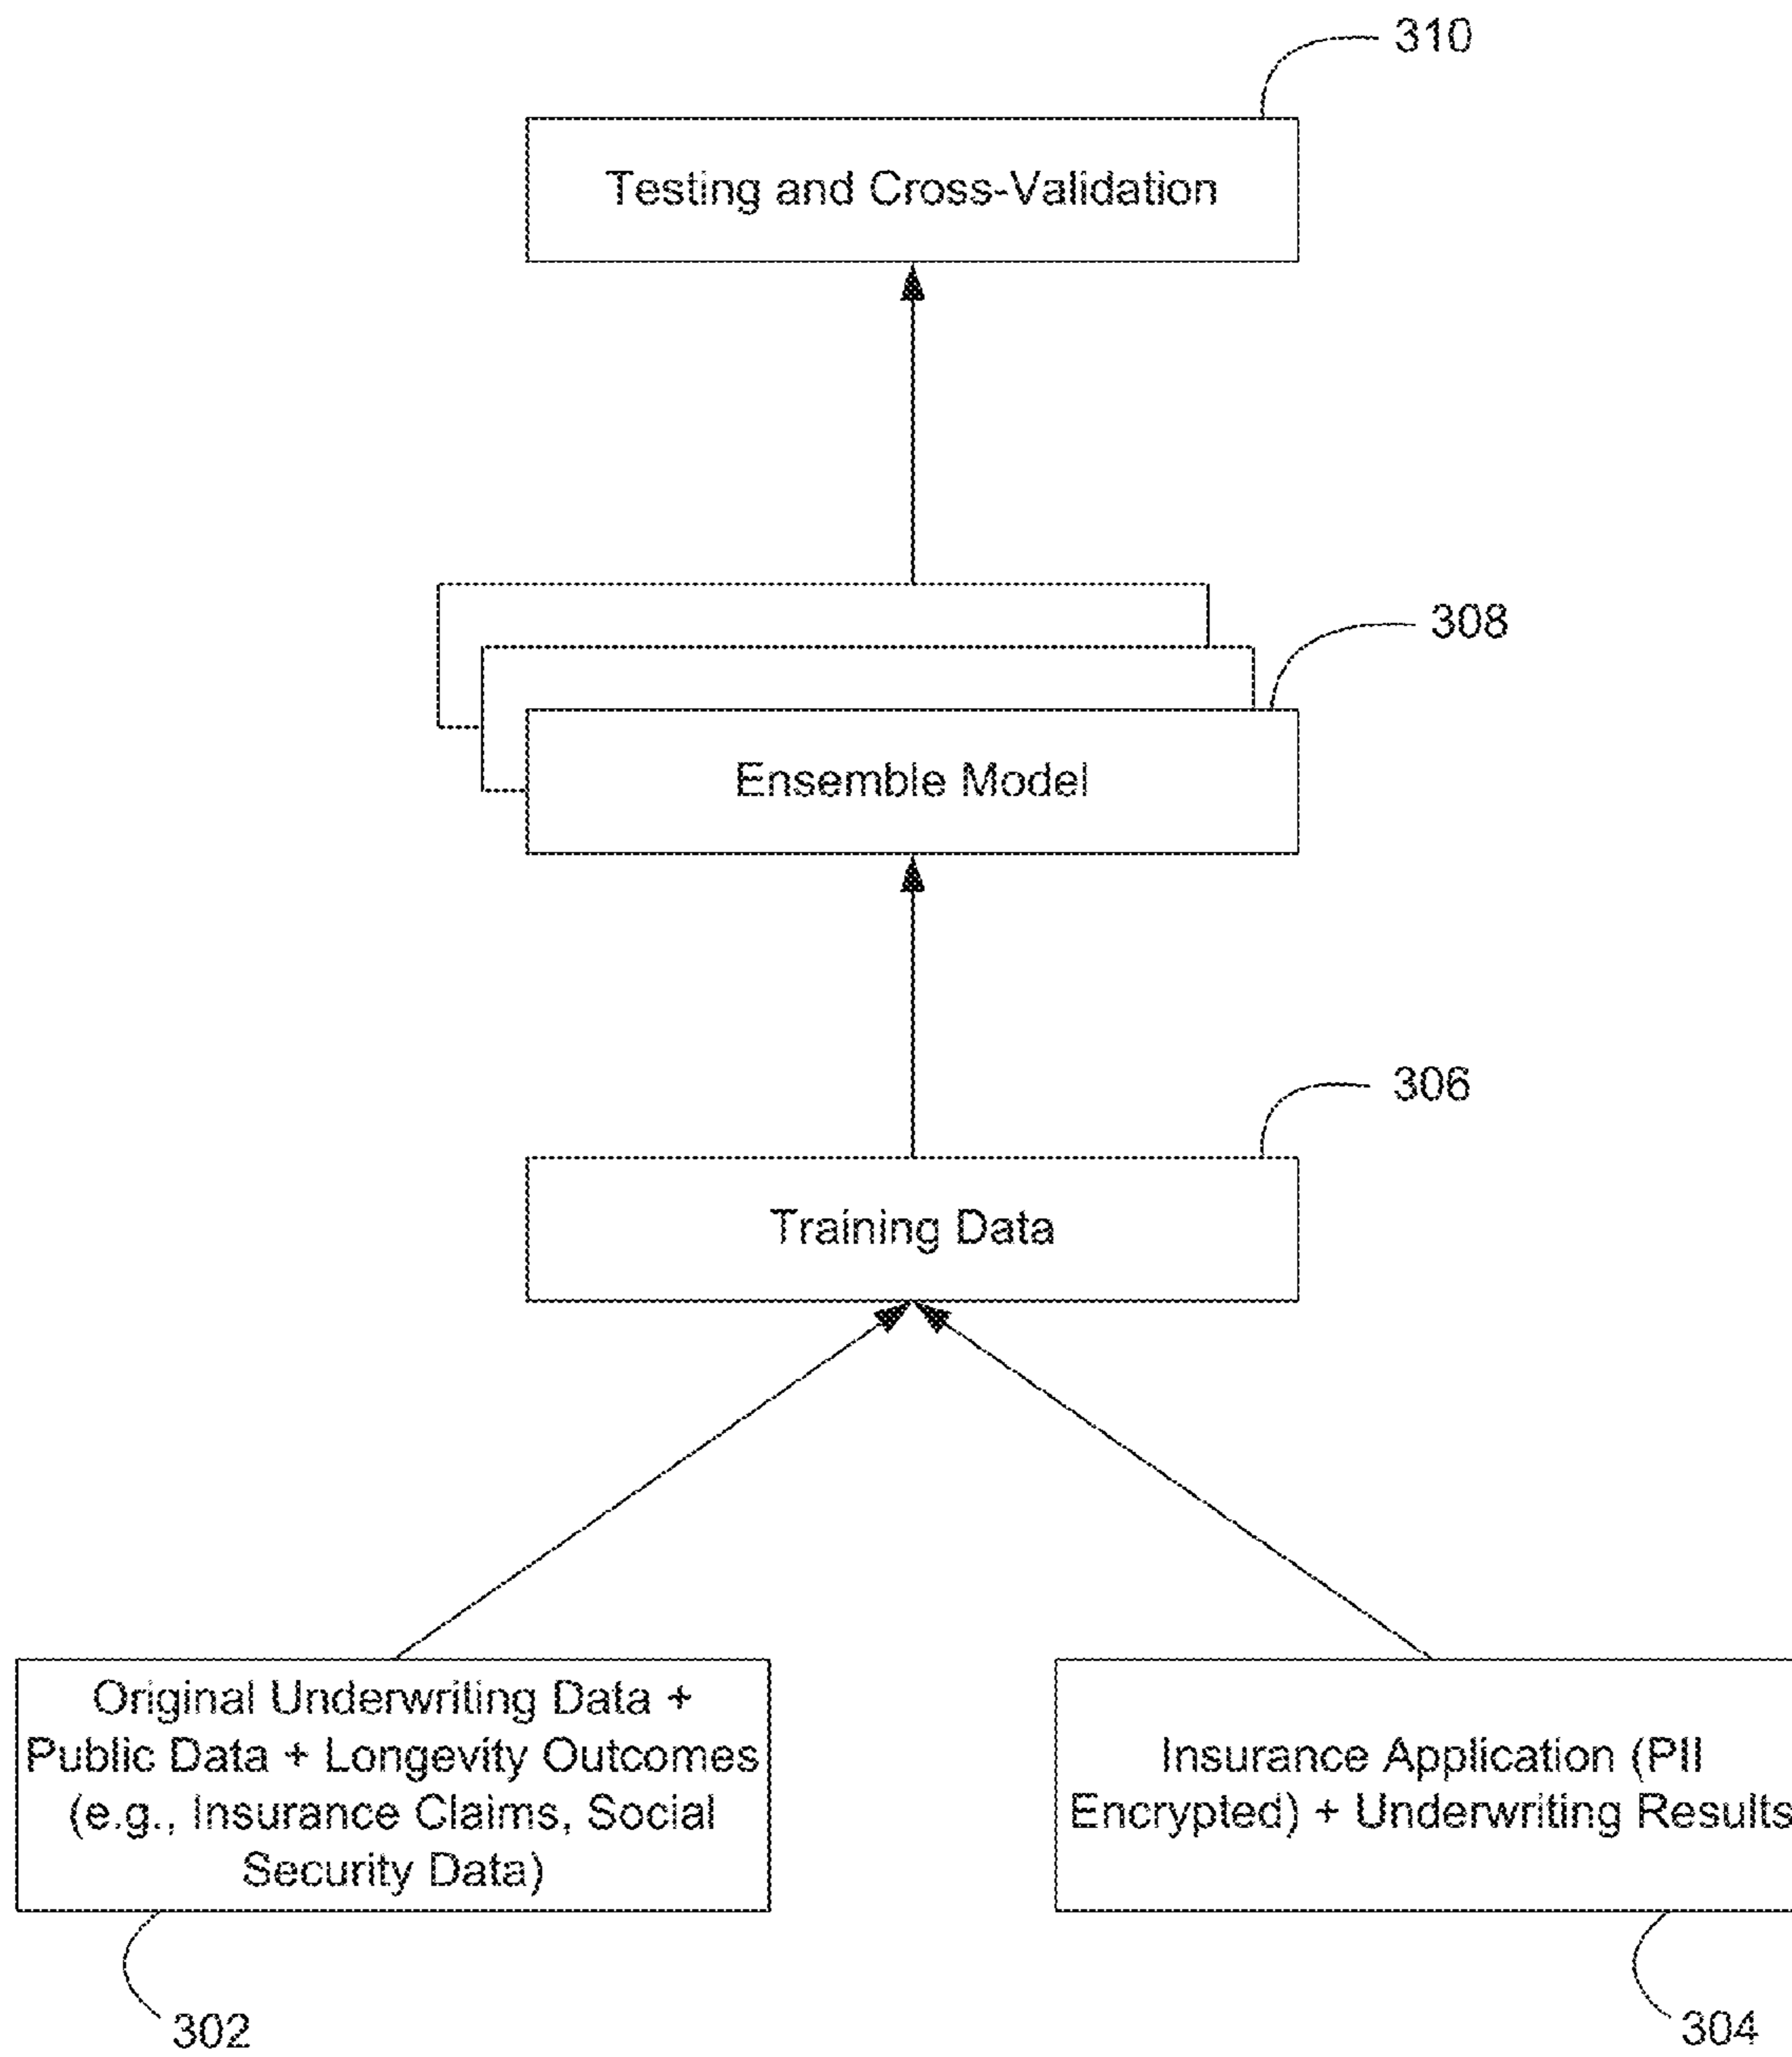 310
Testing and Cross-Validation
308
Ensemble Model
306
Training Data
Original Underwriting Data +
Public Data + Longevity Outcomes
(e.g., Insurance Claims, Social
Security Data)
Insurance Application (PII
Encrypted) + Underwriting Results
302
304